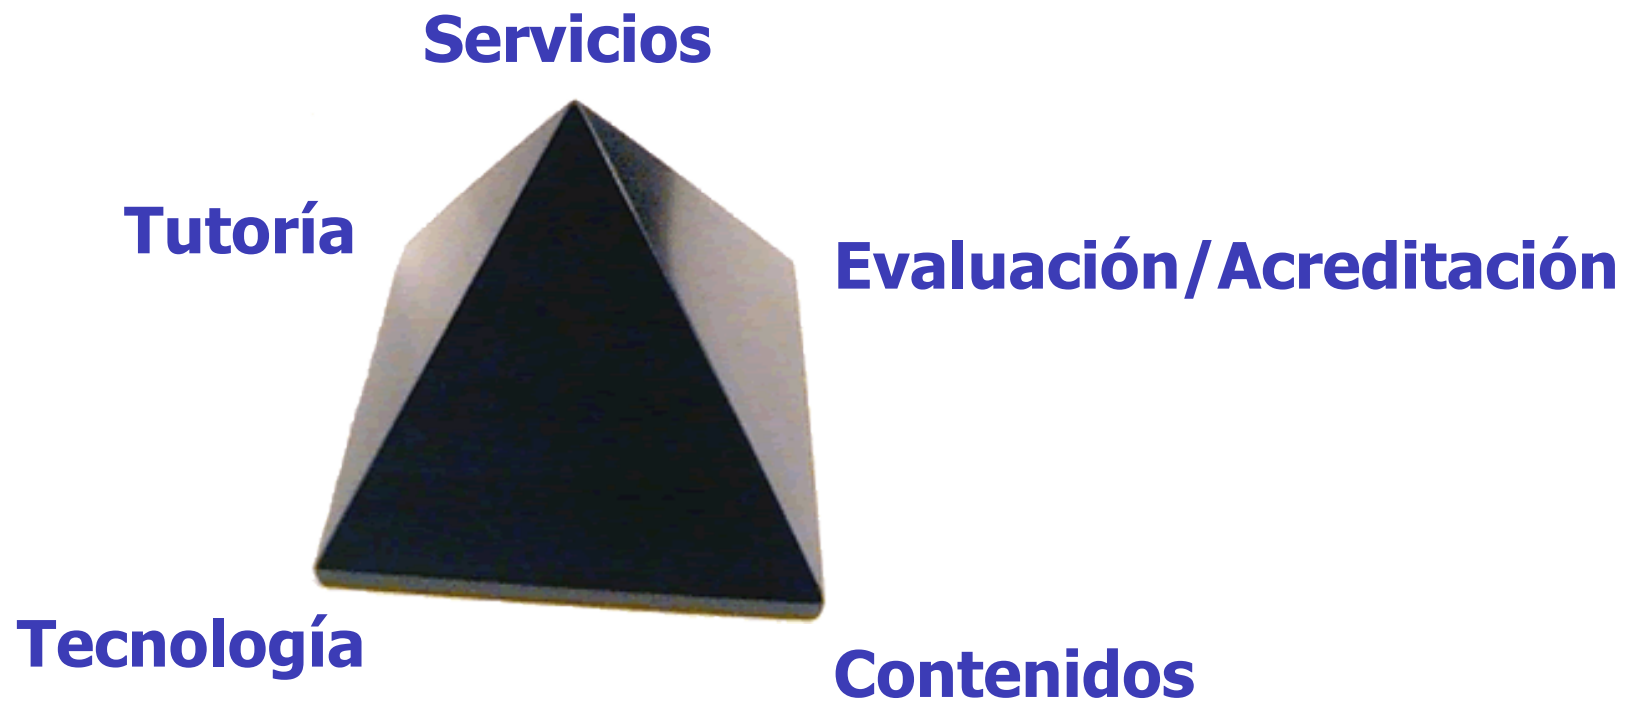 Servicios
Tutoría
Evaluación/Acreditación
Tecnología
Contenidos